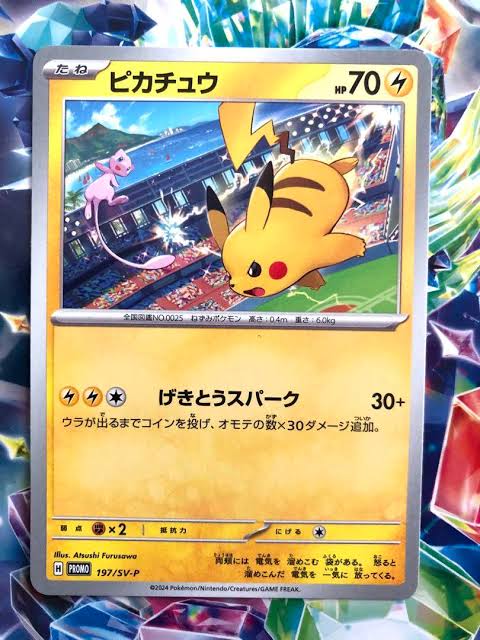 たね ピカチュウ HP 70
全国図鑑NO.0025 ねずみポケモン 高さ:0.4m 重さ:6.0kg
げきとうスパーク 30+
ウラが出るまでコインを投げ、オモテの数×30ダメージ追加。
弱点 ×2 抵抗力 にげる
Illus. Atsushi Furusawa
両頬には 電気を 溜めこむ 袋がある。 怒ると
溜めこんだ 電気を 一気に 放ってくる。
H PROMO 197/SV-P
©2024 Pokémon/Nintendo/Creatures/GAME FREAK.